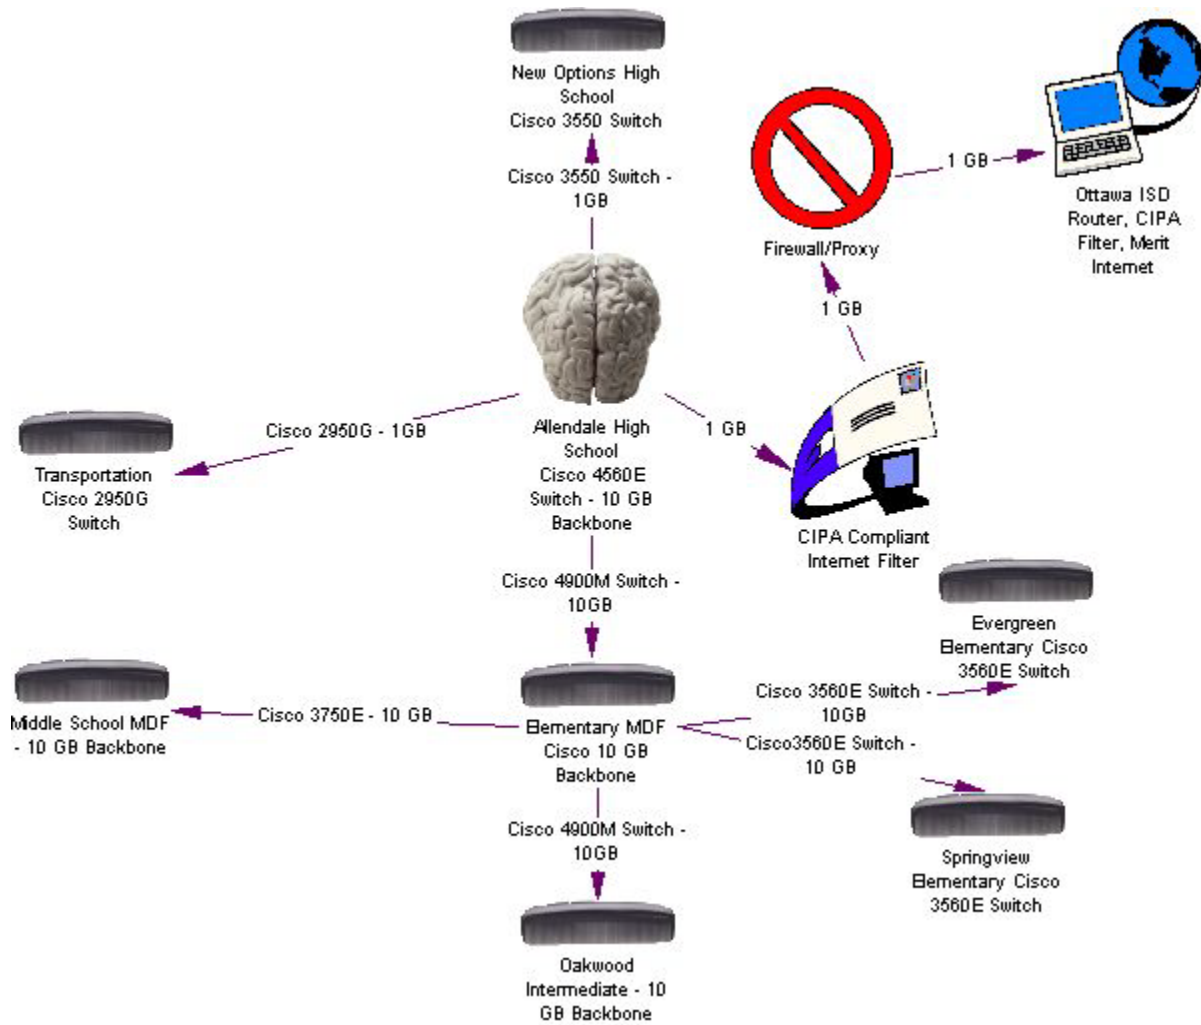 New Options High
School
Cisco 3550 Switch
Cisco 3550 Switch -
1GB
1 GB
Ottawa ISD
Router, CIPA
Filter, Merit
Internet
Firewall/Proxy
1 GB
Cisco 2950G - 1GB
Allendale High
School
Cisco 4560E
Switch - 10 GB
Backbone
1 GB
Transportation
Cisco 2950G
Switch
CIPA Compliant
Internet Filter
Cisco 4900M Switch -
10GB
Evergreen
Elementary Cisco
3560E Switch
Middle School MDF
- 10 GB Backbone
Cisco 3750E - 10 GB
Elementary MDF
Cisco 10 GB
Backbone
Cisco 3560E Switch -
10GB
Cisco3560E Switch -
10 GB
Cisco 4900M Switch -
10GB
Springview
Elementary Cisco
3560E Switch
Oakwood
Intermediate - 10
GB Backbone